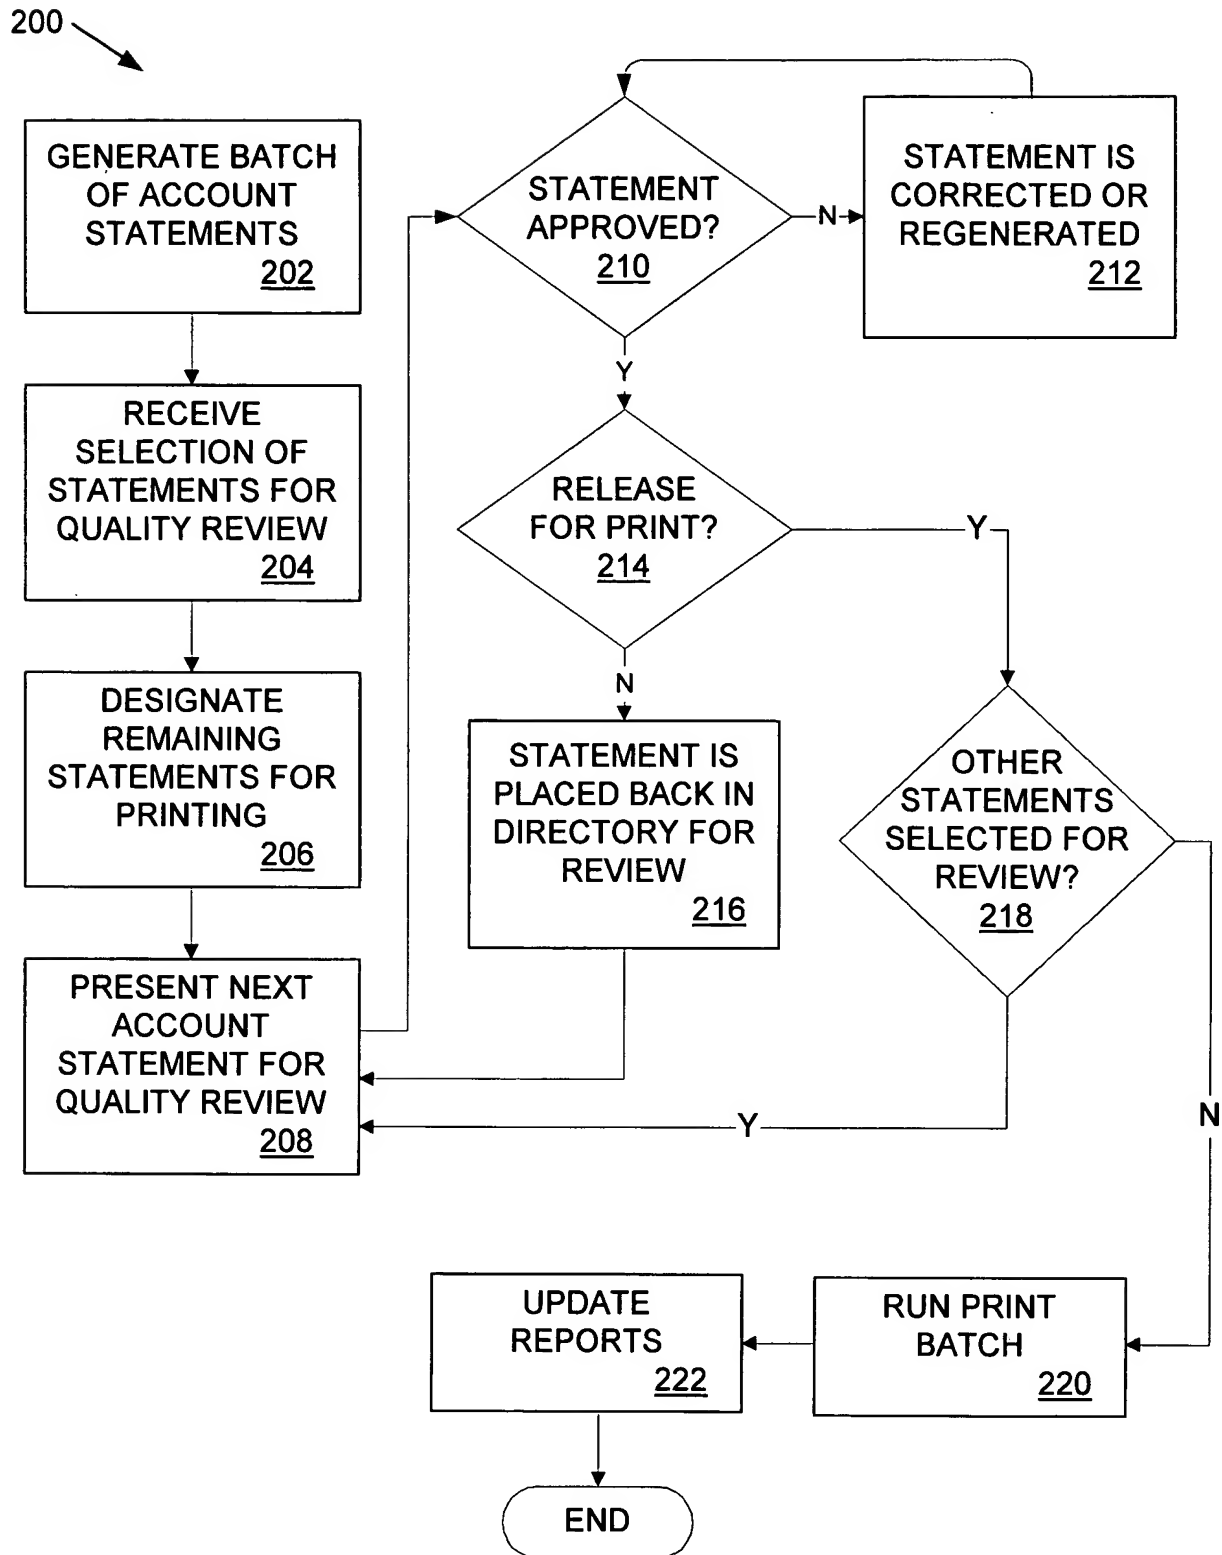 200
GENERATE BATCH
OF ACCOUNT
STATEMENTS
202
RECEIVE
SELECTION OF
STATEMENTS FOR
QUALITY REVIEW
204
DESIGNATE
REMAINING
STATEMENTS FOR
PRINTING
206
PRESENT NEXT
ACCOUNT
STATEMENT FOR
QUALITY REVIEW
208
STATEMENT
APPROVED?
210
N
STATEMENT IS
CORRECTED OR
REGENERATED
212
Y
RELEASE
FOR PRINT?
214
Y
N
STATEMENT IS
PLACED BACK IN
DIRECTORY FOR
REVIEW
216
OTHER
STATEMENTS
SELECTED FOR
REVIEW?
218
Y
N
RUN PRINT
BATCH
220
UPDATE
REPORTS
222
END